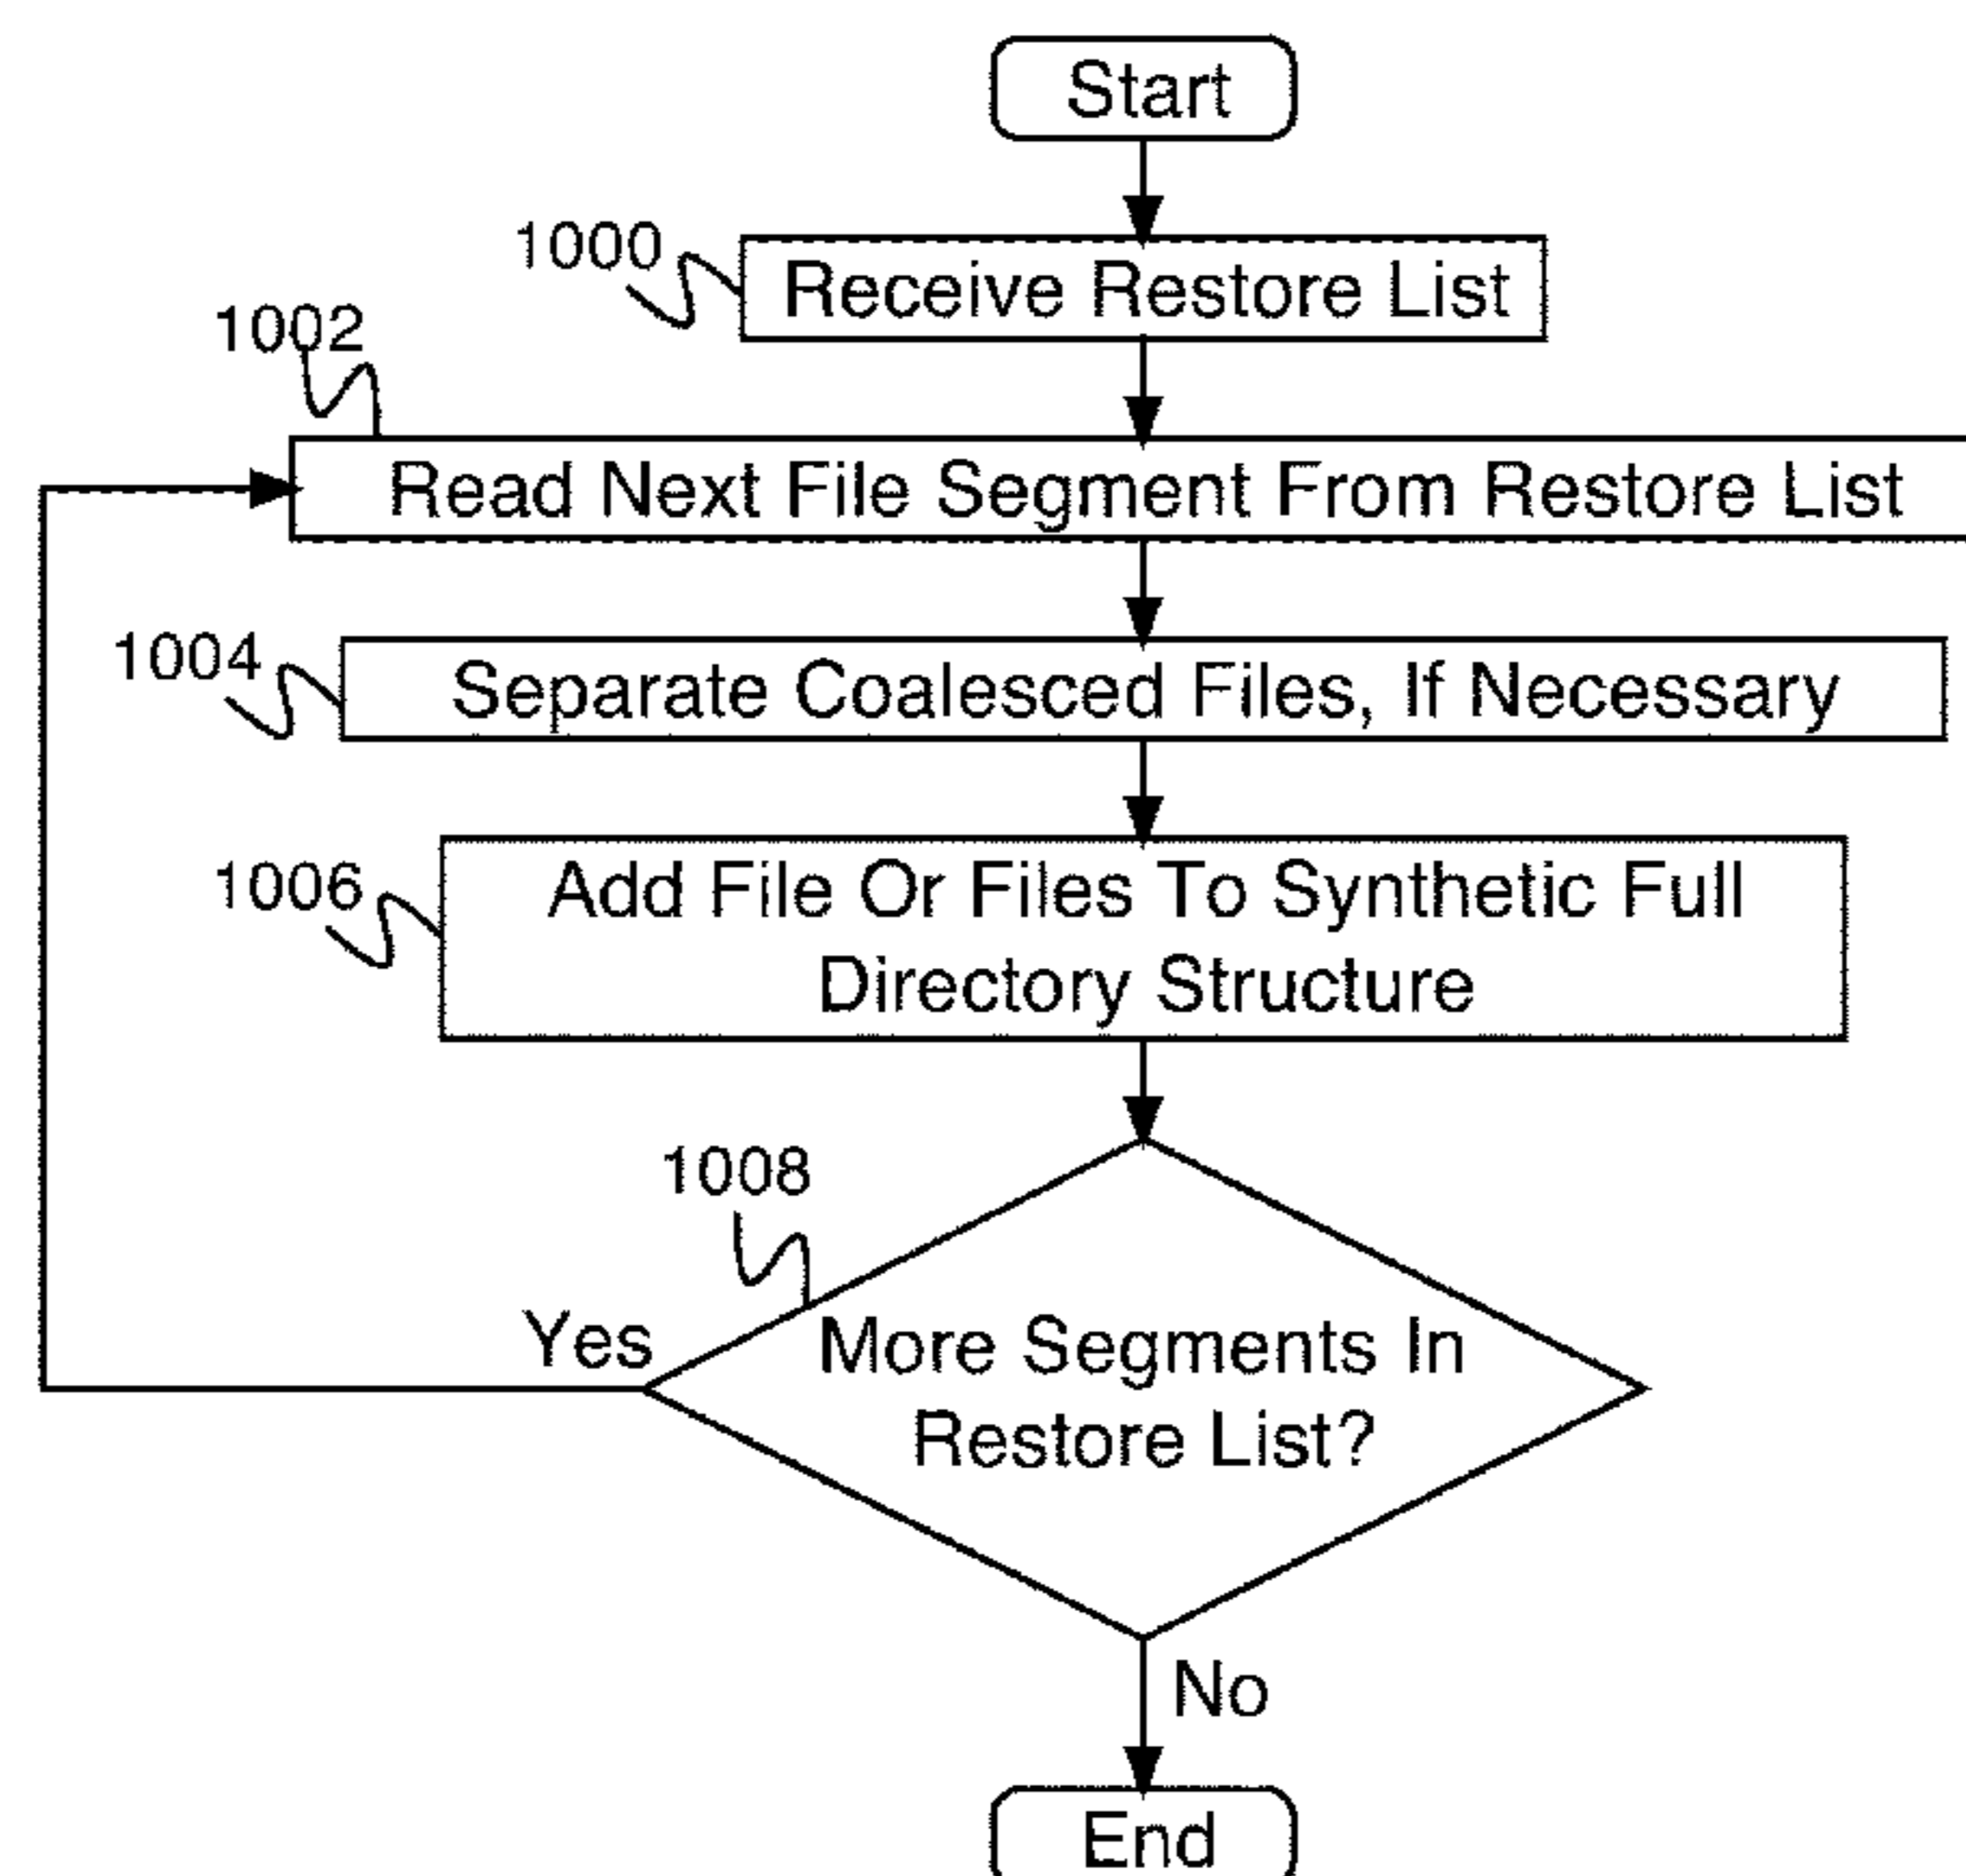 Start
1000
Receive Restore List
1002
Read Next File Segment From Restore List
1004
Separate Coalesced Files, If Necessary
1006
Add File Or Files To Synthetic Full
Directory Structure
1008
Yes
More Segments In
Restore List?
No
End